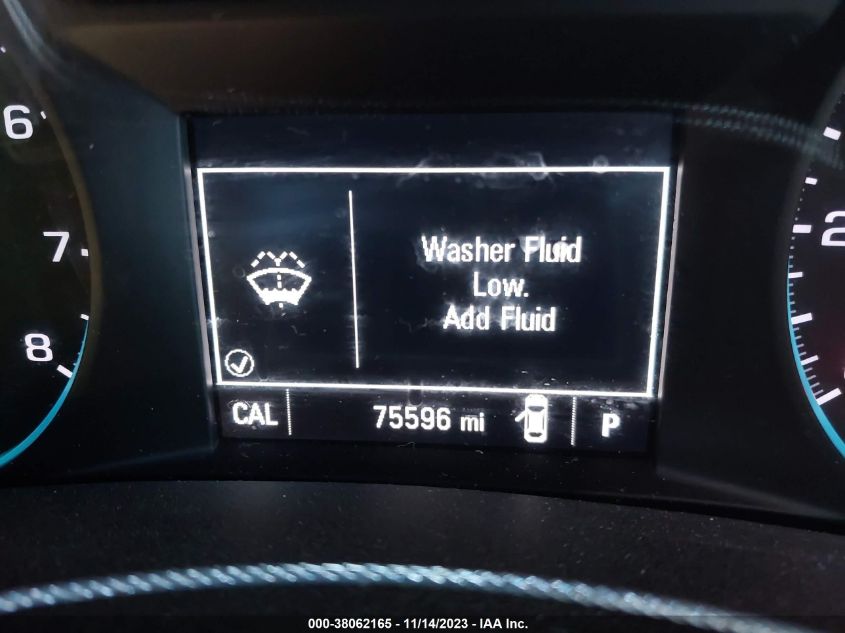 6
7
8
Washer Fluid
Low.
Add Fluid
CAL 75596 mi P
2
000-38062165 - 11/14/2023 - IAA Inc.